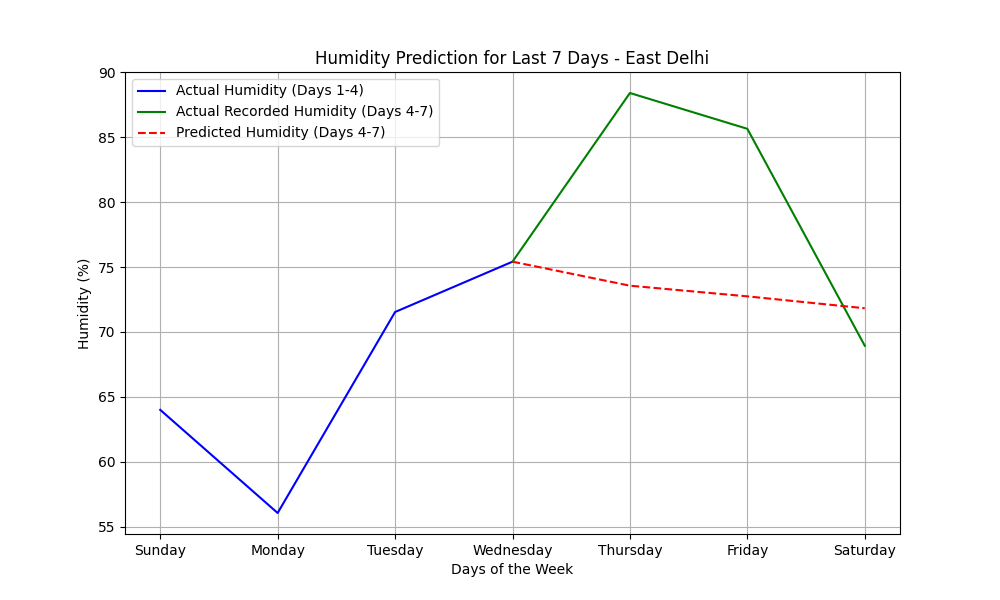 Humidity Prediction for Last 7 Days - East Delhi
Actual Humidity (Days 1-4)
Actual Recorded Humidity (Days 4-7)
Predicted Humidity (Days 4-7)
90
85
80
75
70
65
60
55
Humidity (%)
Sunday Monday Tuesday Wednesday Thursday Friday Saturday
Days of the Week